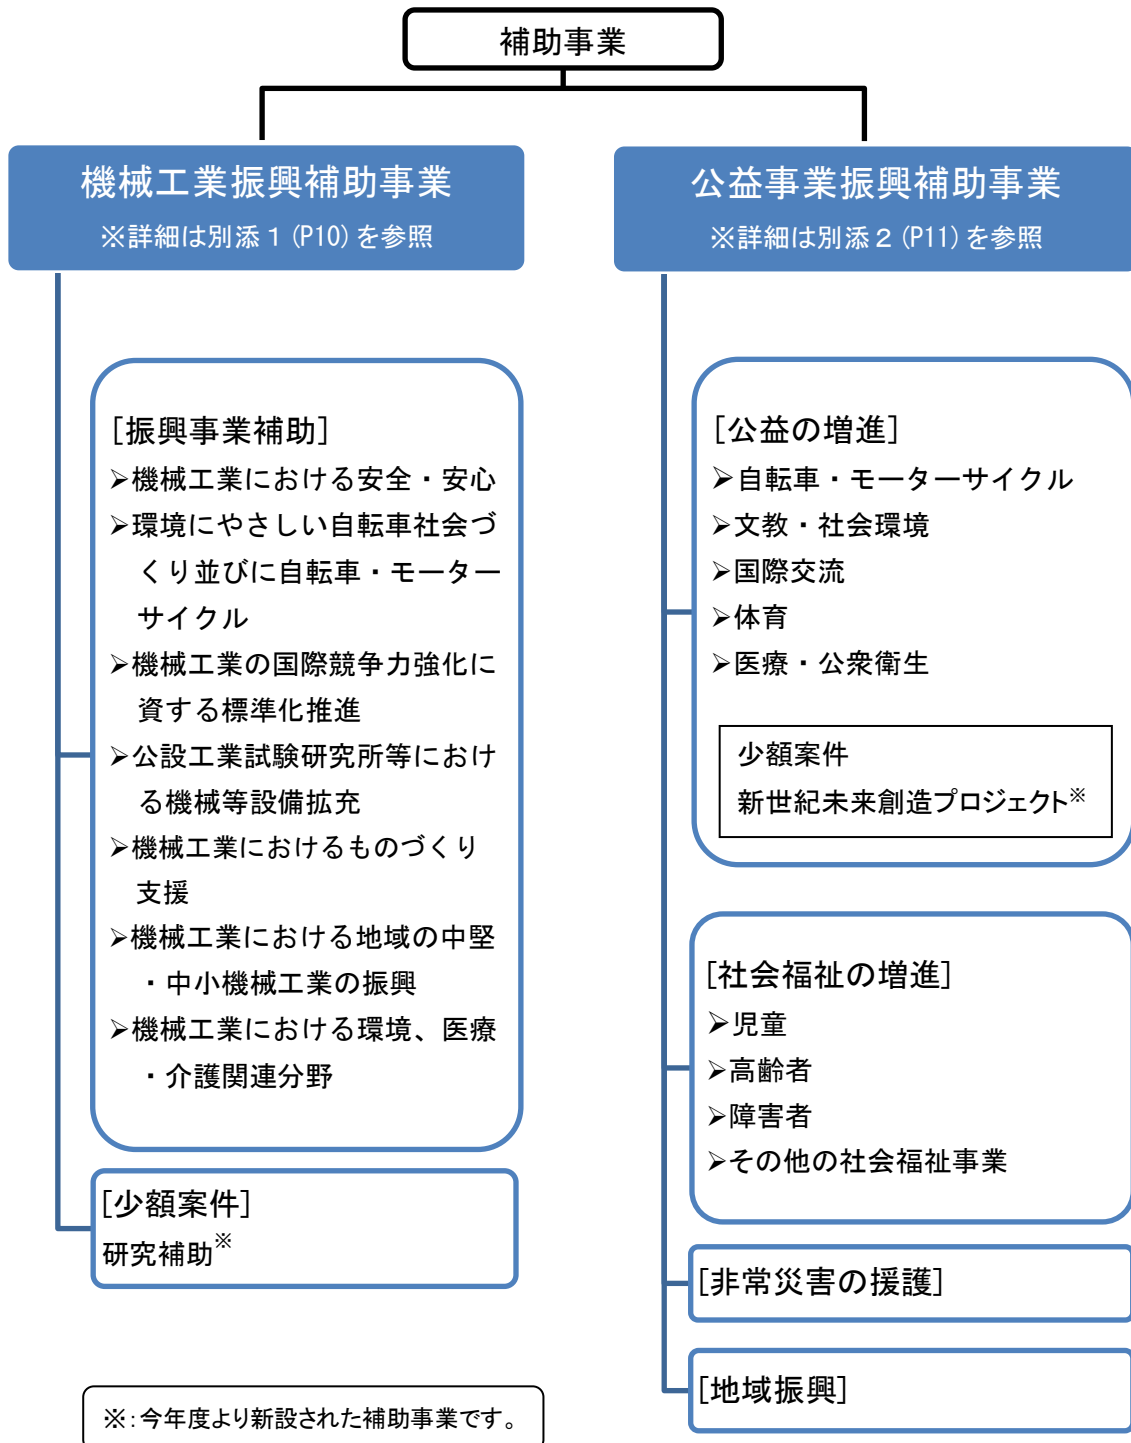 補助事業
機械工業振興補助事業
※詳細は別添１(P10)を参照
[振興事業補助]
➢機械工業における安全・安心
➢環境にやさしい自転車社会づ
くり並びに自転車・モーター
サイクル
➢機械工業の国際競争力強化に
資する標準化推進
➢公設工業試験研究所等におけ
る機械等設備拡充
➢機械工業におけるものづくり
支援
➢機械工業における地域の中堅
・中小機械工業の振興
➢機械工業における環境、医療
・介護関連分野
[少額案件]
研究補助※
公益事業振興補助事業
※詳細は別添２(P11)を参照
[公益の増進]
➢自転車・モーターサイクル
➢文教・社会環境
➢国際交流
➢体育
➢医療・公衆衛生
少額案件
新世紀未来創造プロジェクト※
[社会福祉の増進]
➢児童
➢高齢者
➢障害者
➢その他の社会福祉事業
[非常災害の援護]
[地域振興]
※:今年度より新設された補助事業です。